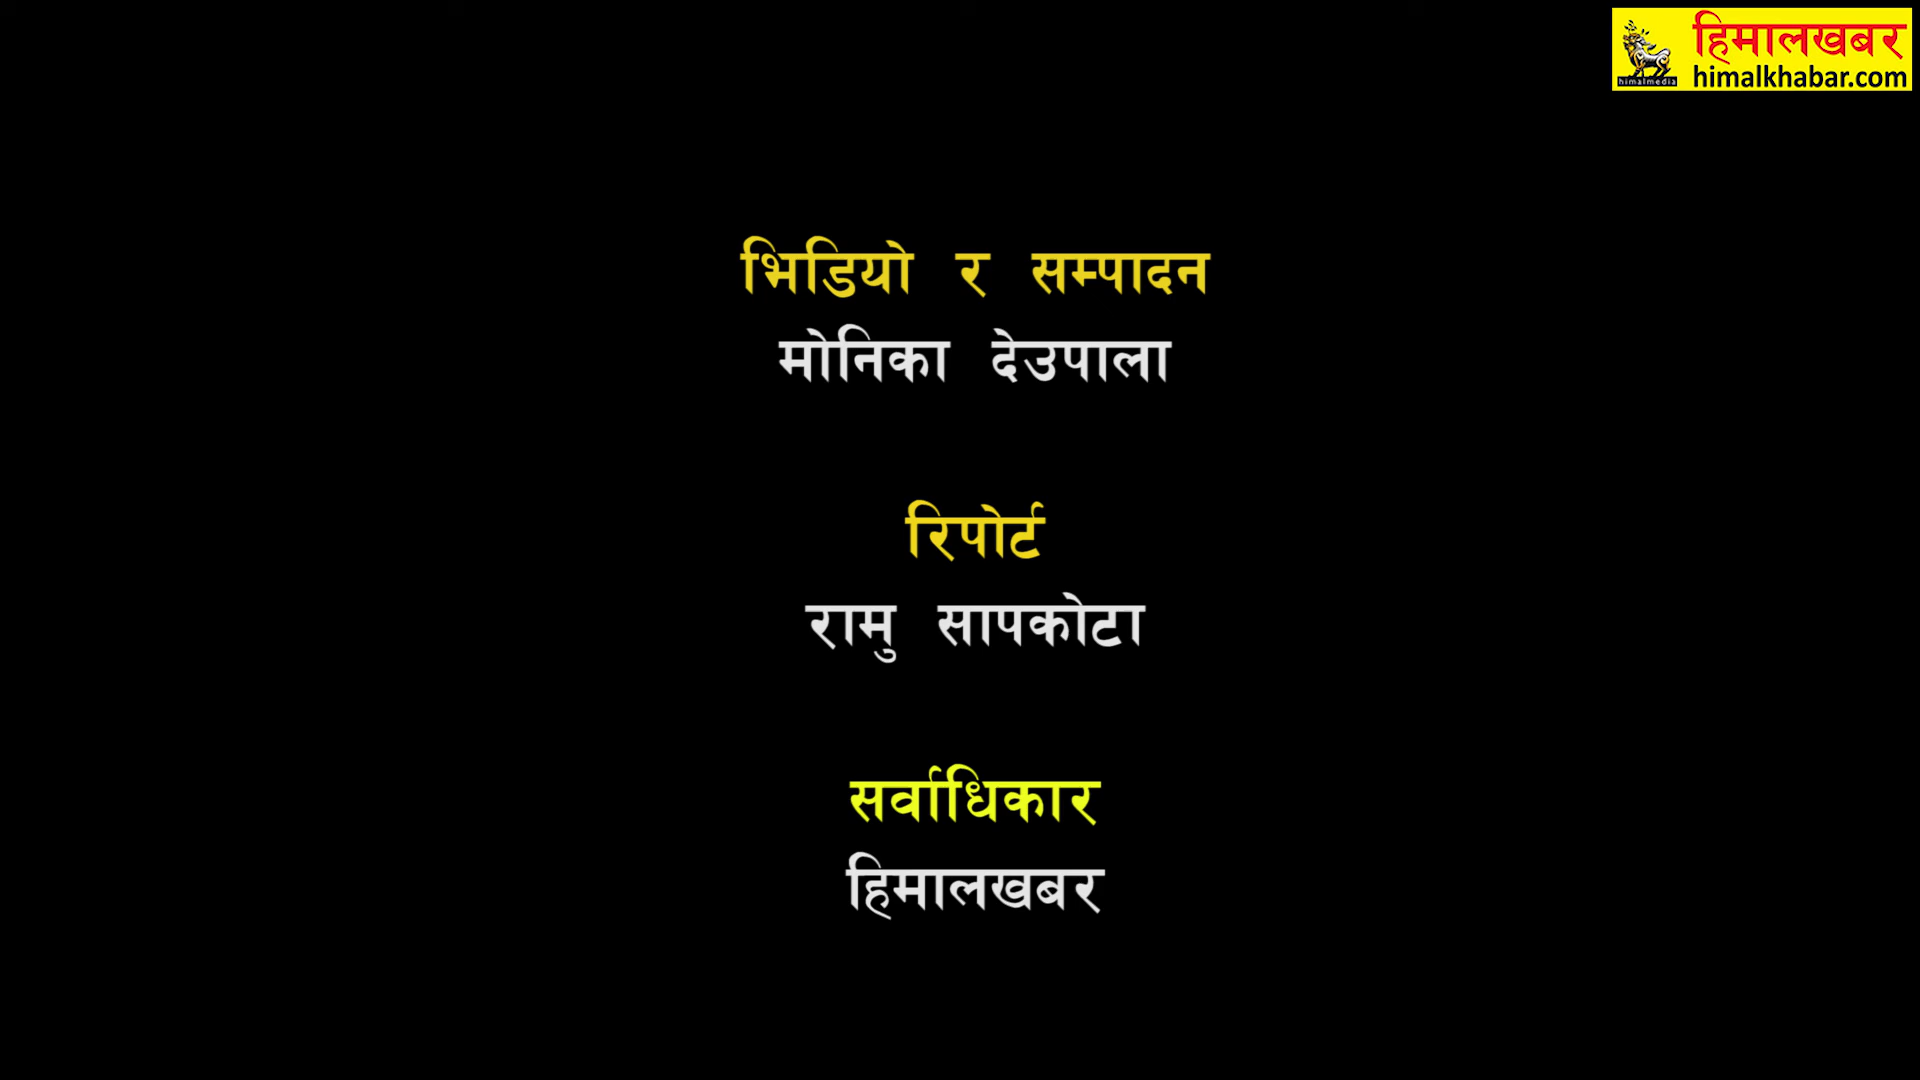 हिमालखबर
himalmedia
himalkhabar.com
भिडियो र सम्पादन
मोनिका देउपाला
रिपोर्ट
रामु सापकोटा
सर्वाधिकार
हिमालखबर